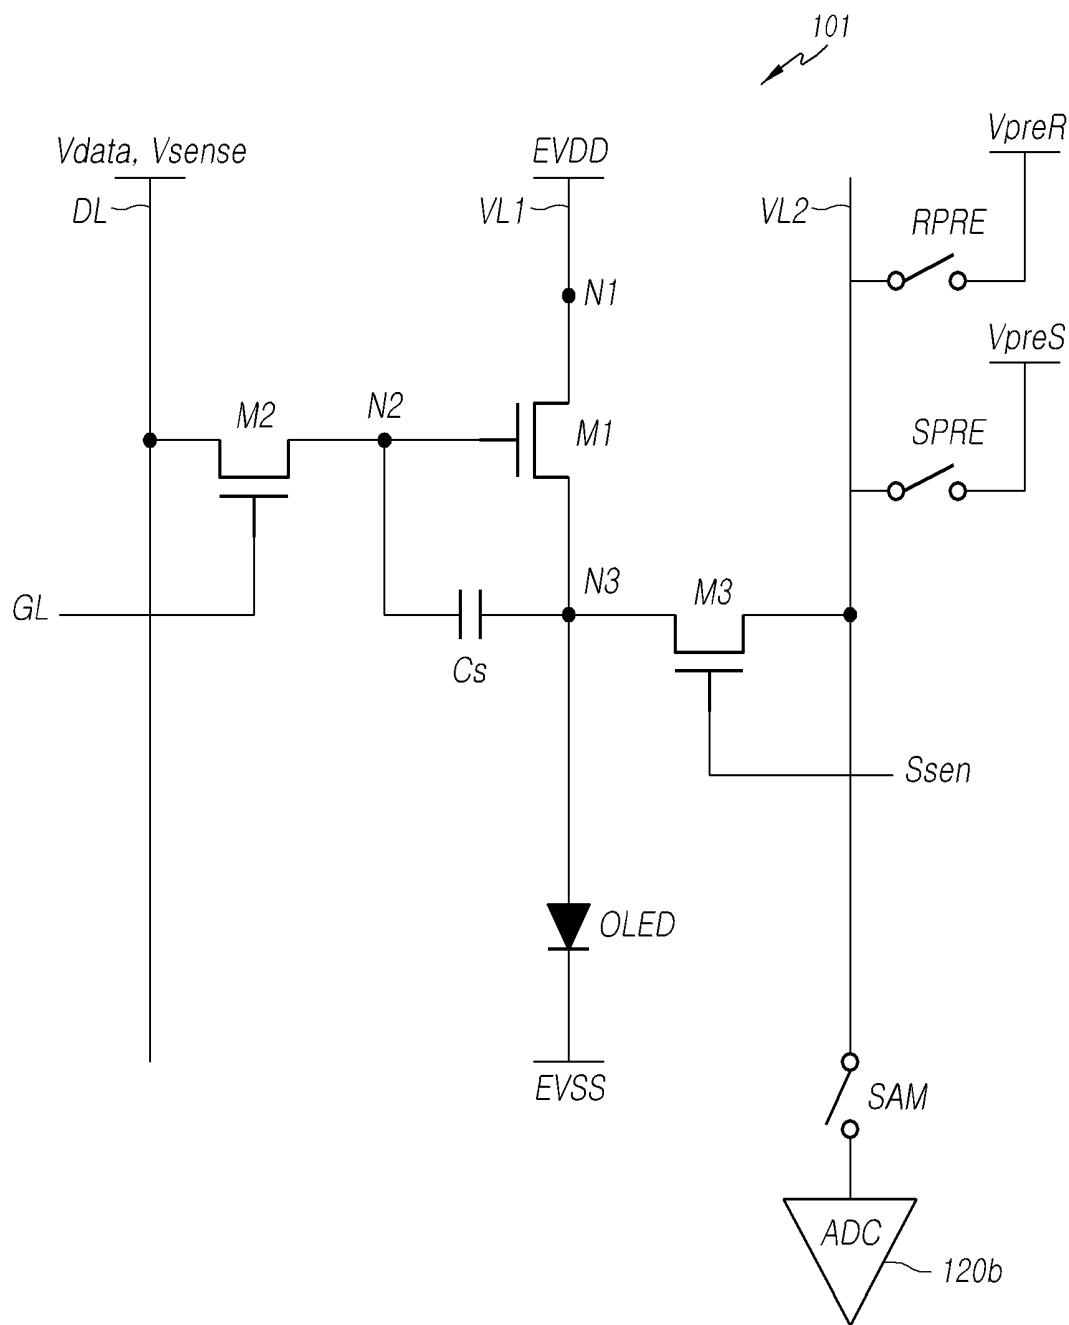 101
VpreR
Vdata, Vsense
EVDD
DL
VL1
VL2
RPRE
N1
VpreS
M2
N2
M1
SPRE
N3
M3
GL
Cs
Ssen
OLED
EVSS
SAM
ADC
120b